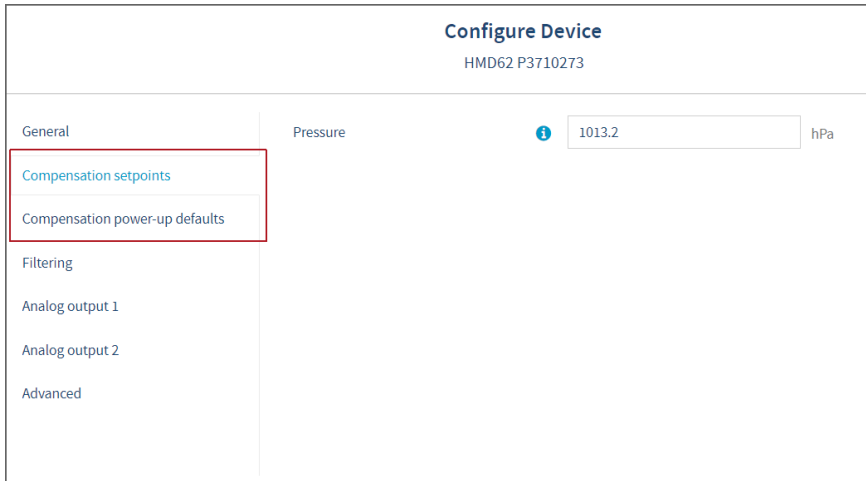 Configure Device
HMD62 P3710273
General
Pressure
1013.2
hPa
Compensation setpoints
Compensation power-up defaults
Filtering
Analog output 1
Analog output 2
Advanced